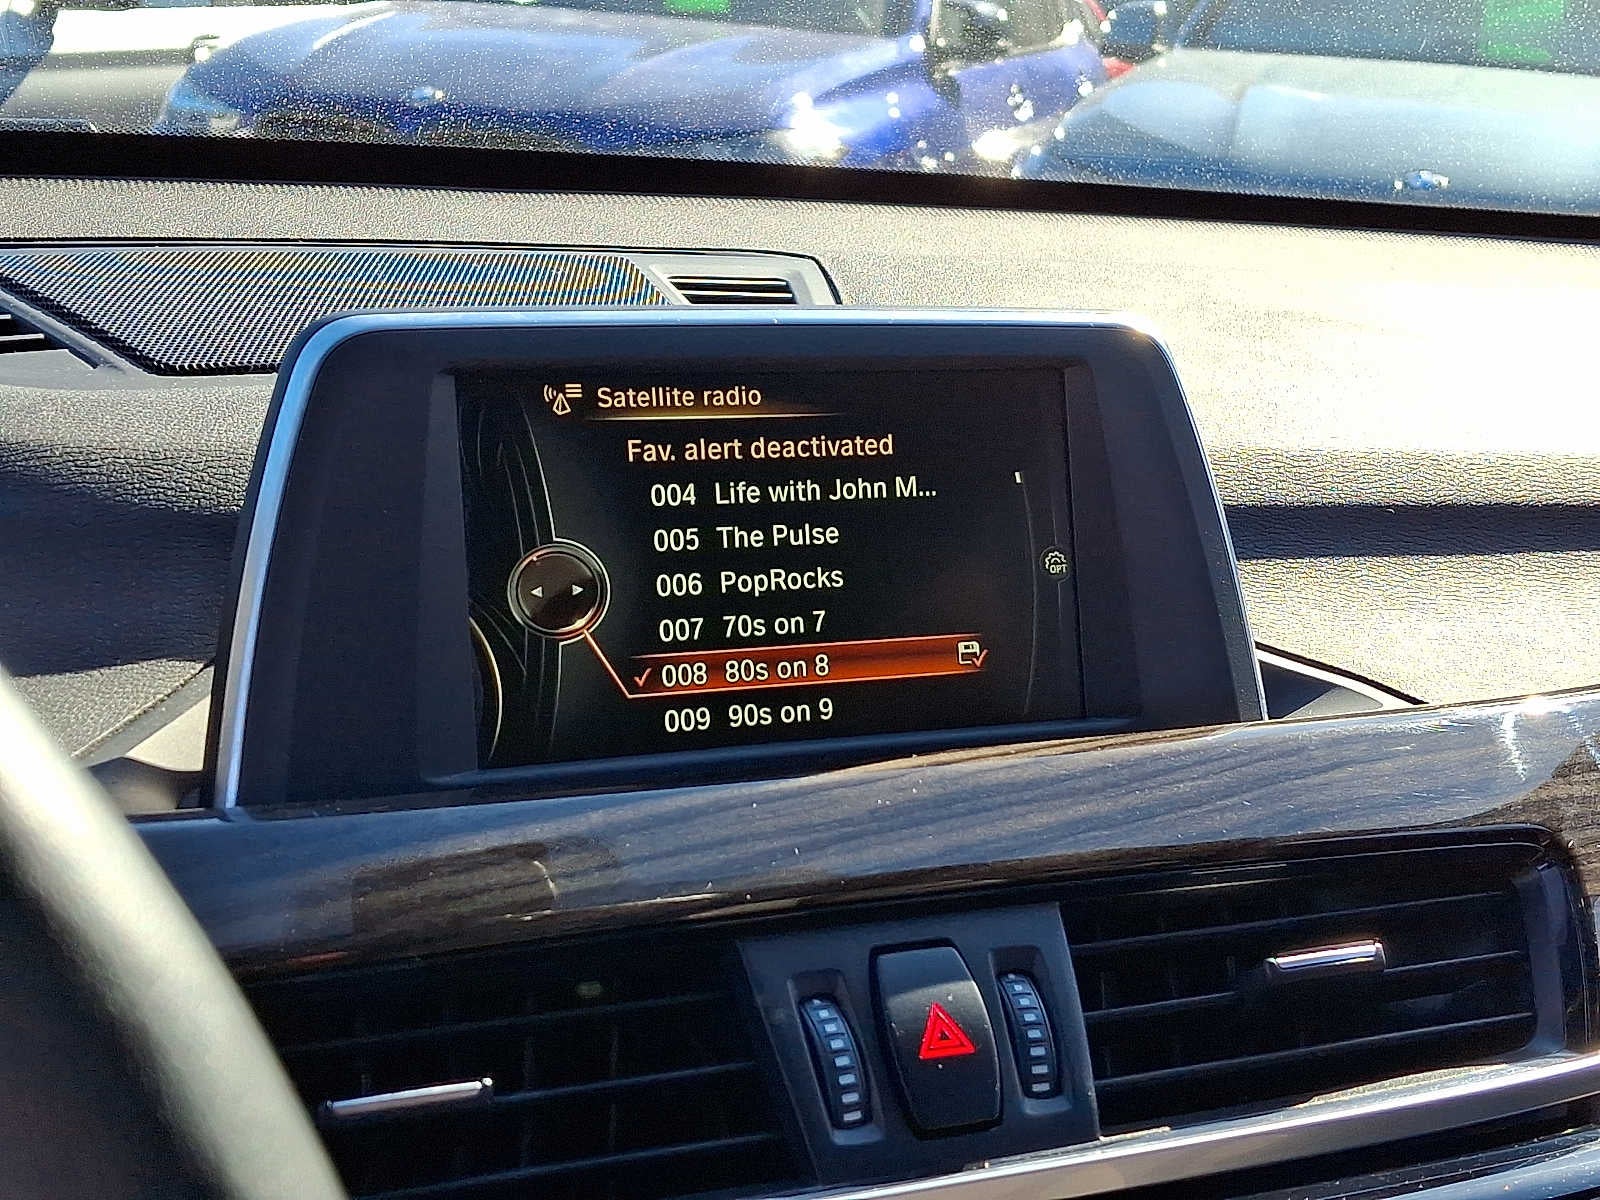 Satellite radio
Fav. alert deactivated
004 Life with John M...
005 The Pulse
006 PopRocks
007 70s on 7
OPT
008 80s on 8
009 90s on 9